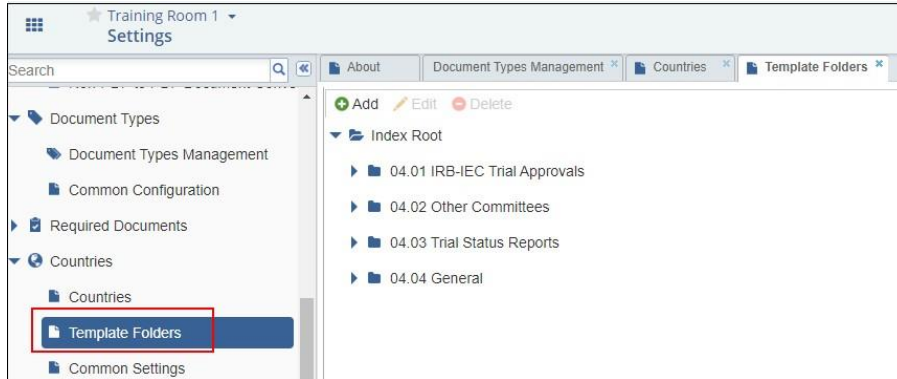 Training Room 1
Settings
Search
Document Types
Document Types Management
Common Configuration
Required Documents
Countries
Countries
Template Folders
Common Settings
About
Document Types Management
Countries
Template Folders
Add Edit Delete
Index Root
04.01 IRB-IEC Trial Approvals
04.02 Other Committees
04.03 Trial Status Reports
04.04 General